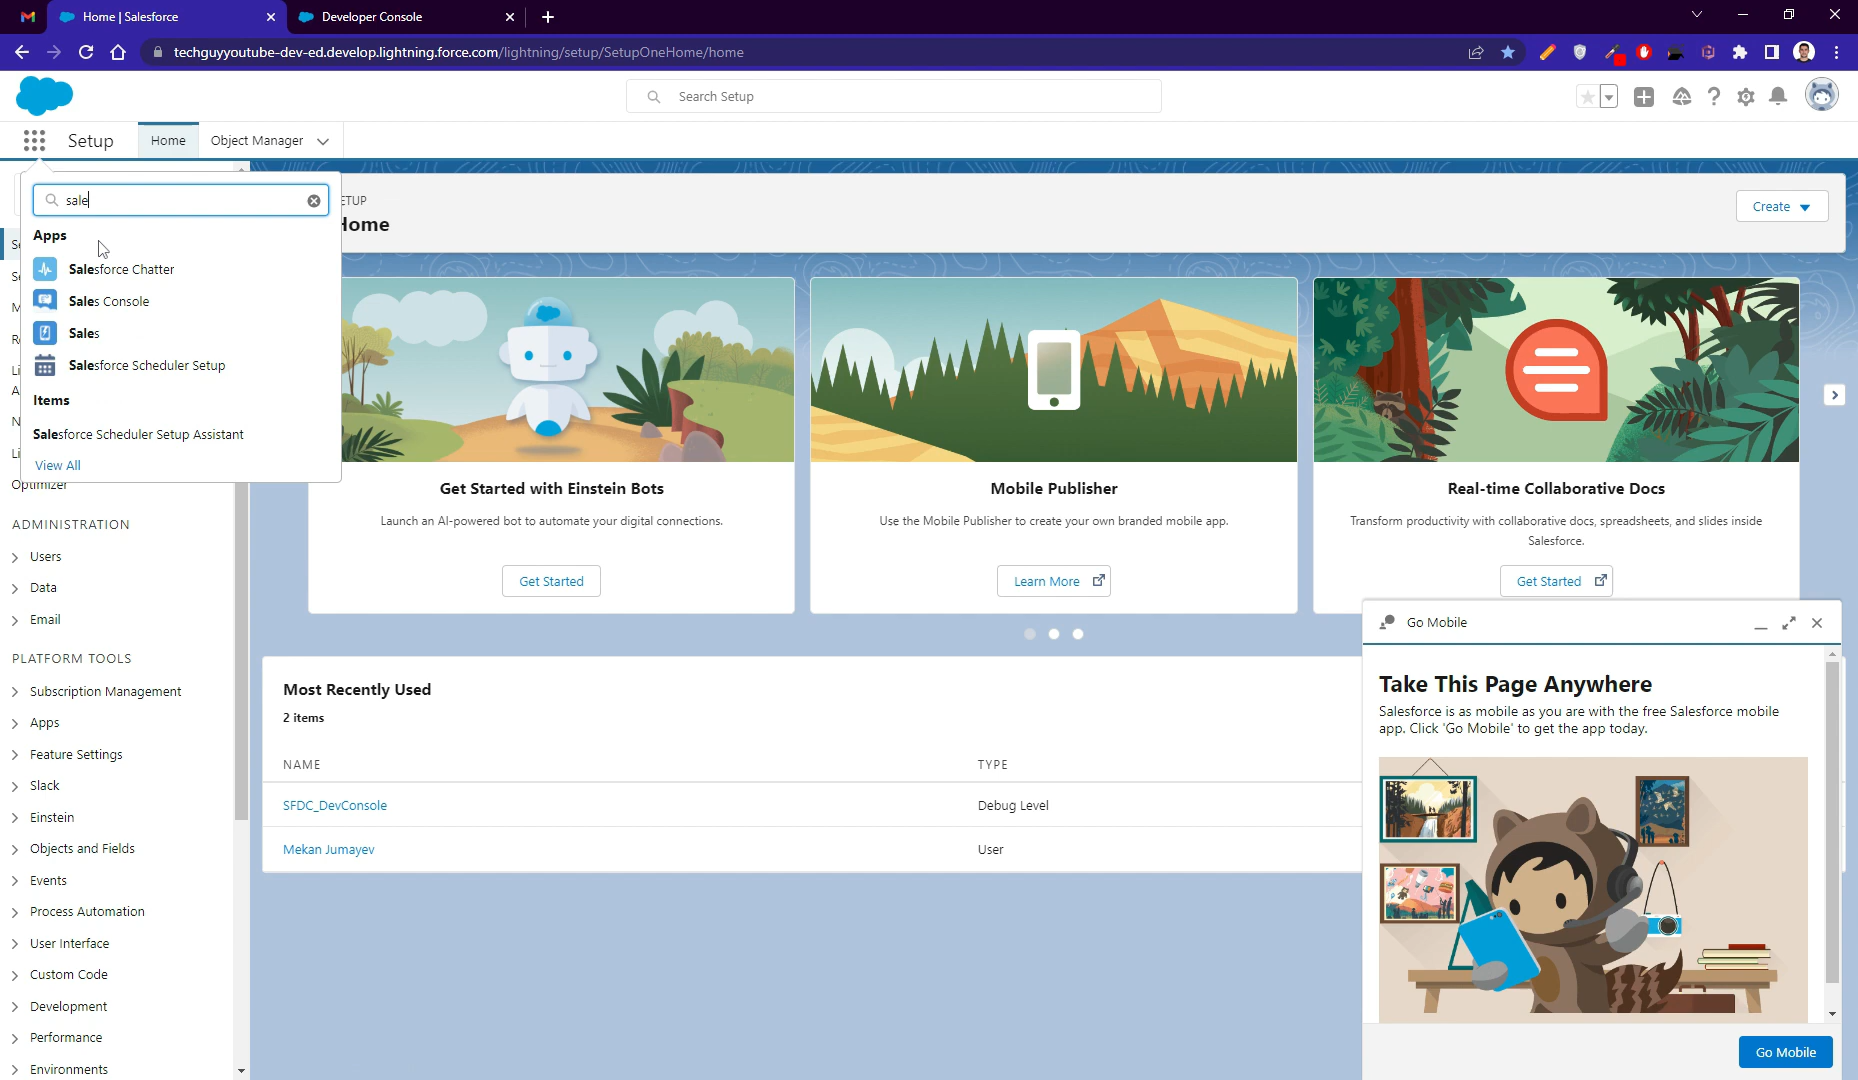 Home | Salesforce
Developer Console
techguyyoutube-dev-ed.develop.lightning.force.com/lightning/setup/SetupOneHome/home
Search Setup
Setup
Home
Object Manager
sale
Apps
Salesforce Chatter
Sales Console
Sales
Salesforce Scheduler Setup
Items
Salesforce Scheduler Setup Assistant
View All
Optimizer
ADMINISTRATION
Users
Data
Email
PLATFORM TOOLS
Subscription Management
Apps
Feature Settings
Slack
Einstein
Objects and Fields
Events
Process Automation
User Interface
Custom Code
Development
Performance
Environments
ETUP
Home
Create
Get Started with Einstein Bots
Launch an AI-powered bot to automate your digital connections.
Get Started
Mobile Publisher
Use the Mobile Publisher to create your own branded mobile app.
Learn More
Real-time Collaborative Docs
Transform productivity with collaborative docs, spreadsheets, and slides inside
Salesforce.
Get Started
Most Recently Used
2 items
NAME TYPE
SFDC_DevConsole Debug Level
Mekan Jumayev User
Go Mobile
Take This Page Anywhere
Salesforce is as mobile as you are with the free Salesforce mobile
app. Click 'Go Mobile' to get the app today.
Go Mobile